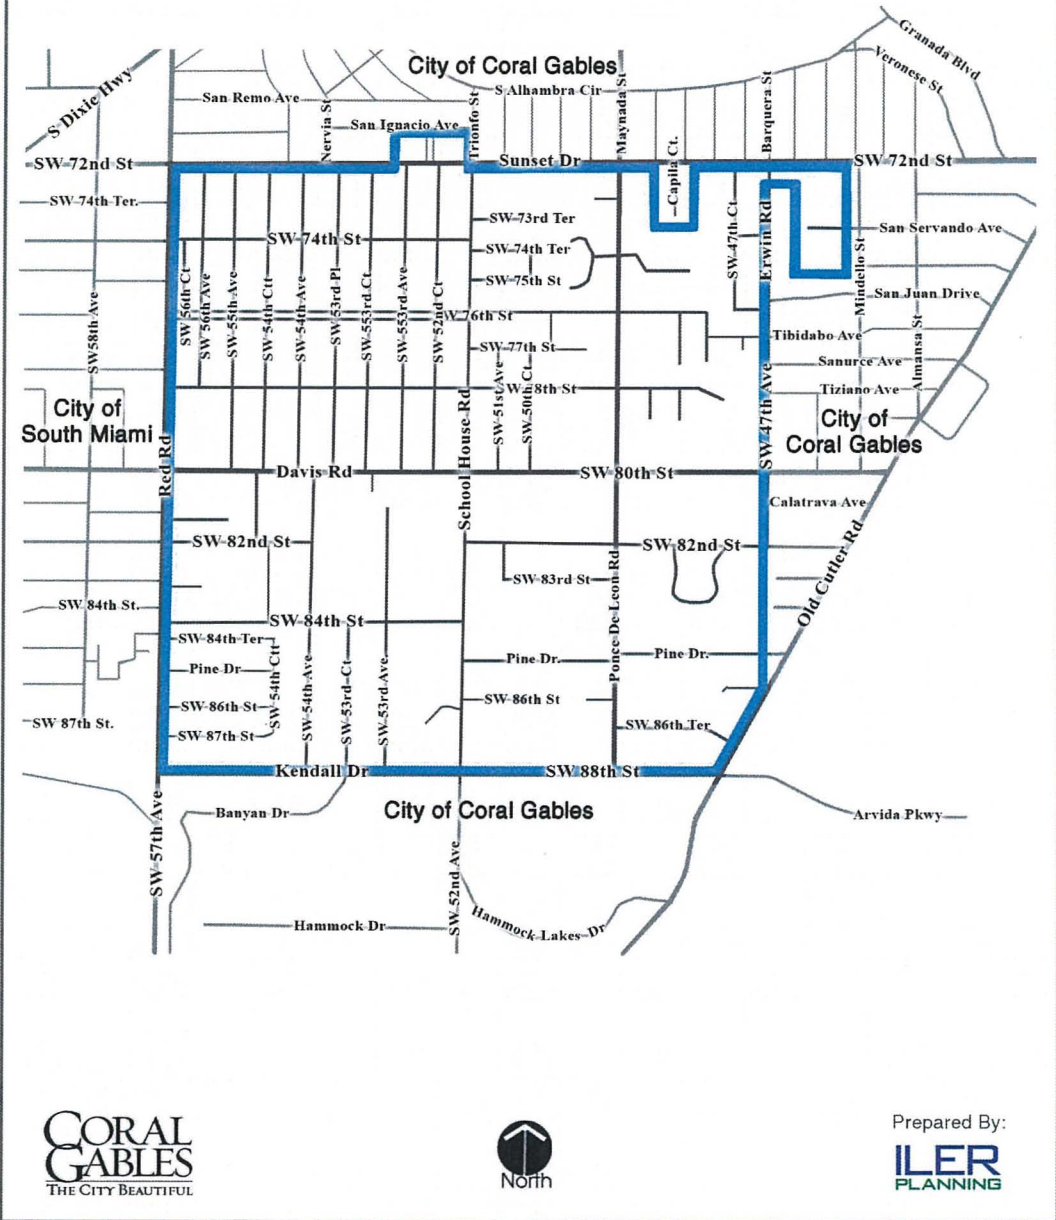 Granada Blvd
City of Coral Gables
Veronese St
S Dixie Hwy
S Alhambra Cir
San Remo Ave
Nervia St
San Ignacio Ave
Trionfo St
Maynada St
Barquera St
SW 72nd St
Sunset Dr
SW 72nd St
Capilla Ct.
SW 74th Ter.
SW 73rd Ter
SW 47th Ct
Erwin Rd
San Servando Ave
SW 74th St
SW 74th Ter
SW 75th St
Mindello St
San Juan Drive
SW 56th Ct
SW 56th Ave
SW 55th Ave
SW 54th Ctt
SW 54th Ave
SW 53rd Pl
SW 553rd Ct
SW 553rd Ave
SW 52nd Ct
SW58th Ave
W 76th St
Almansa St
Tibidabo Ave
SW 77th St
Sanurce Ave
SW 51st Ave
SW 50th Ct
W 78th St
SW 47th Ave
Tiziano Ave
City of
South Miami
City of
Coral Gables
Red Rd
School House Rd
Davis Rd
SW 80th St
Calatrava Ave
SW 82nd St
SW 82nd St
Old Cutler Rd
SW 83rd St
Ponce De Leon Rd
SW 84th St.
SW 84th St
SW 84th Ter
Pine Dr
SW 54th Ctt
SW 54th Ave
SW 53rd Ct
SW 53rd Ave
Pine Dr.
Pine Dr.
SW 86th St
SW 86th St
SW 87th St.
SW 87th St
SW 86th Ter
Kendall Dr
SW 88th St
City of Coral Gables
Banyan Dr
Arvida Pkwy
SW 57th Ave
SW 52nd Ave
Hammock Dr
Hammock Lakes Dr
CORAL
GABLES
THE CITY BEAUTIFUL
North
Prepared By:
ILER
PLANNING